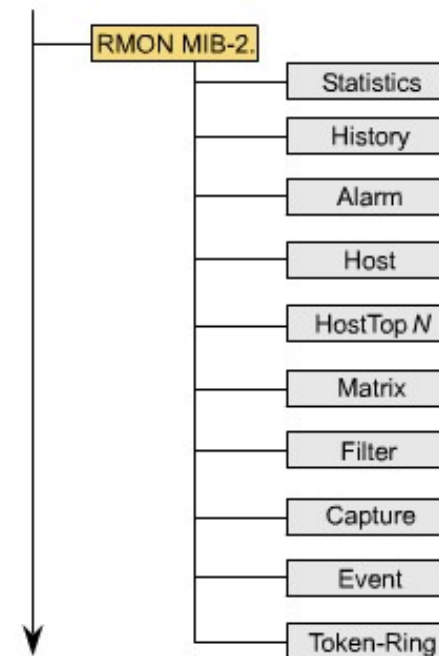 RMON MIB-2.
Statistics
History
Alarm
Host
HostTop N
Matrix
Filter
Capture
Event
Token-Ring